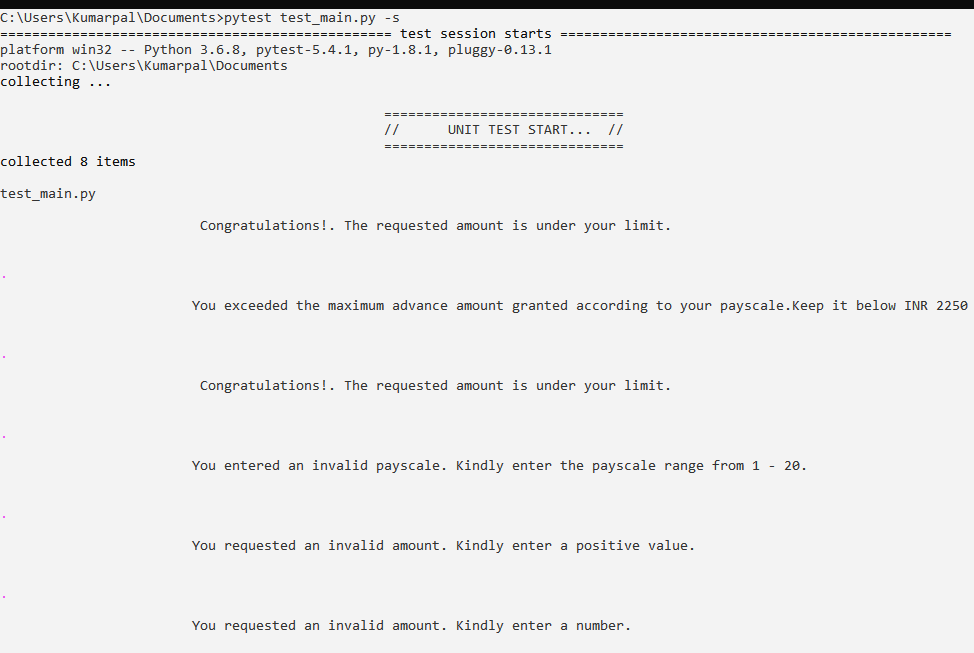 C:\Users\Kumarpal\Documents>pytest test_main.py -s
================================================= test session starts =================================================
platform win32 -- Python 3.6.8, pytest-5.4.1, py-1.8.1, pluggy-0.13.1
rootdir: C:\Users\Kumarpal\Documents
collecting ...
==============================
//      UNIT TEST START...  //
==============================
collected 8 items
test_main.py
Congratulations!. The requested amount is under your limit.
.
You exceeded the maximum advance amount granted according to your payscale.Keep it below INR 2250
.
Congratulations!. The requested amount is under your limit.
.
You entered an invalid payscale. Kindly enter the payscale range from 1 - 20.
.
You requested an invalid amount. Kindly enter a positive value.
.
You requested an invalid amount. Kindly enter a number.